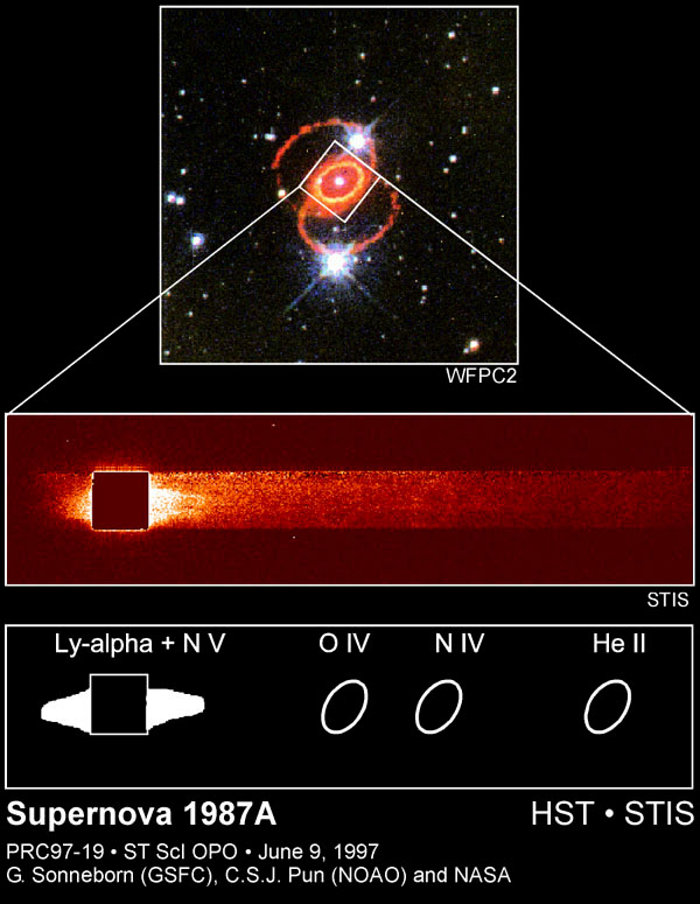 WFPC2
STIS
Ly-alpha + N V
O IV
N IV
He II
Supernova 1987A
HST • STIS
PRC97-19 • ST ScI OPO • June 9, 1997
G. Sonneborn (GSFC), C.S.J. Pun (NOAO) and NASA